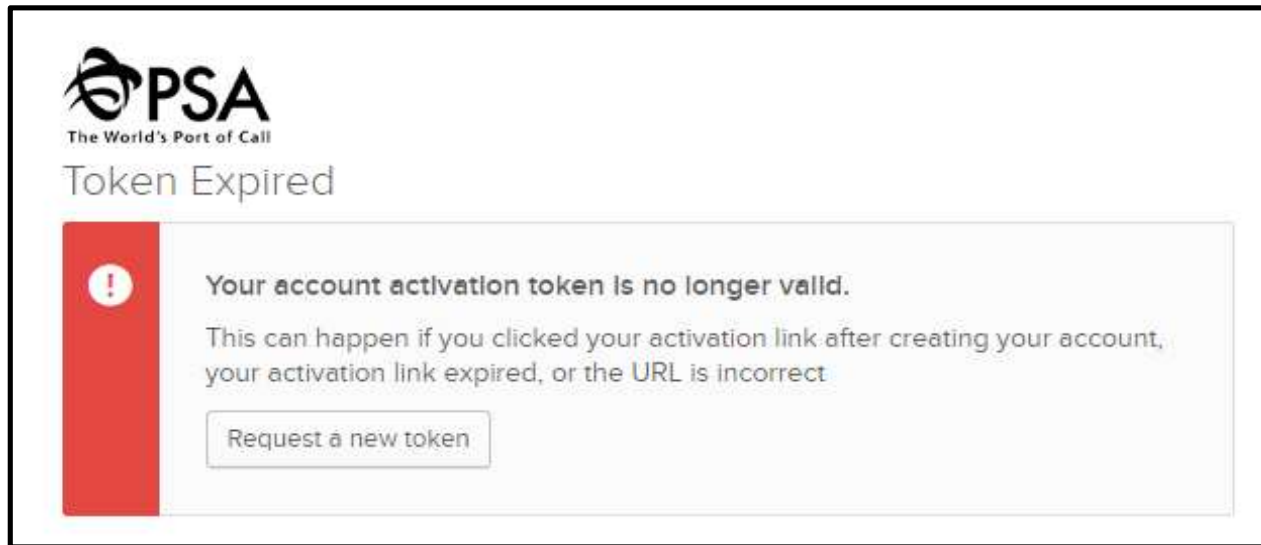 PSA
The World's Port of Call
Token Expired
!
Your account activation token is no longer valid.
This can happen if you clicked your activation link after creating your account,
your activation link expired, or the URL is incorrect
Request a new token